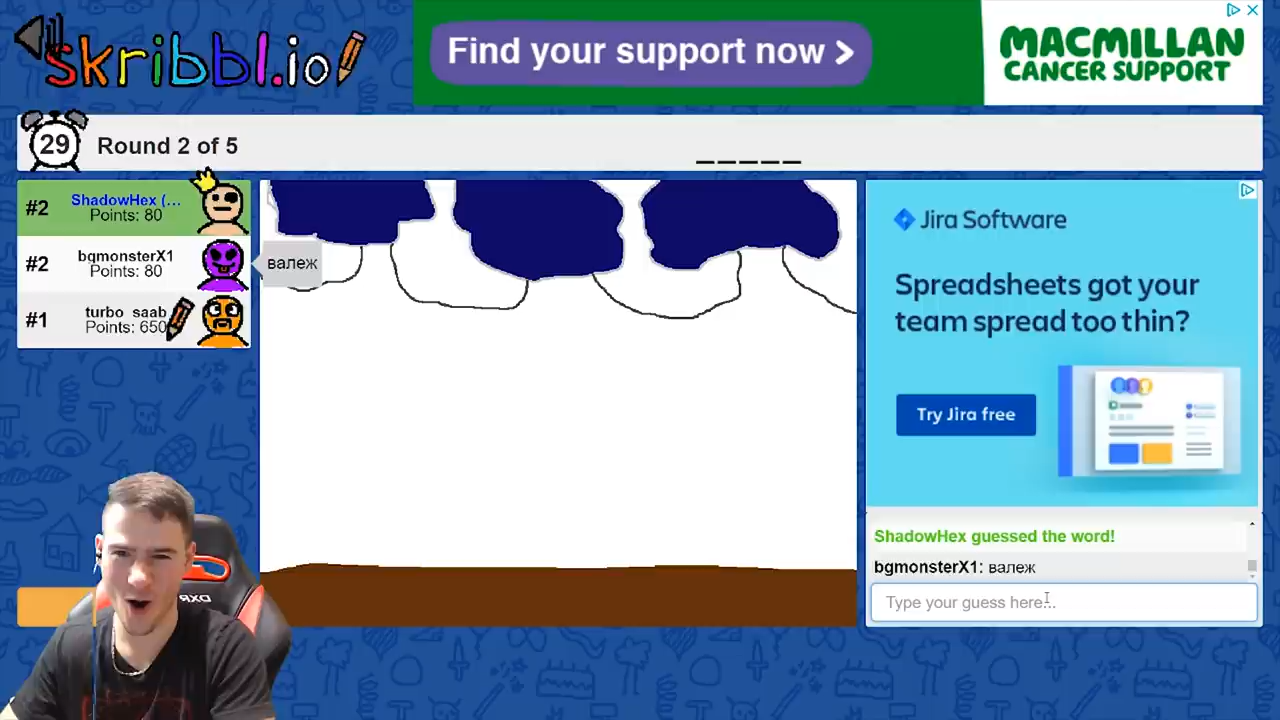 skribbl.io
Find your support now >
MACMILLAN
CANCER SUPPORT
29
Round 2 of 5
_ _ _ _ _
#2
ShadowHex (...
Points: 80
#2
bgmonsterX1
Points: 80
валеж
#1
turbo saab
Points: 650
Jira Software
Spreadsheets got your
team spread too thin?
Try Jira free
ShadowHex guessed the word!
bgmonsterX1: валеж
Type your guess here...
DXR